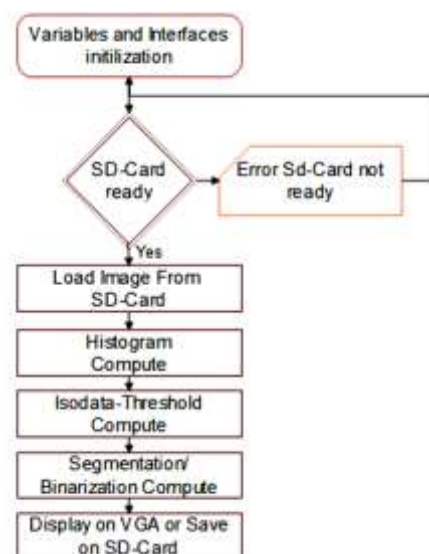 Variables and Interfaces
initilization
SD-Card
ready
Error Sd-Card not
ready
Yes
Load Image From
SD-Card
Histogram
Compute
Isodata-Threshold
Compute
Segmentation/
Binarization Compute
Display on VGA or Save
on SD-Card